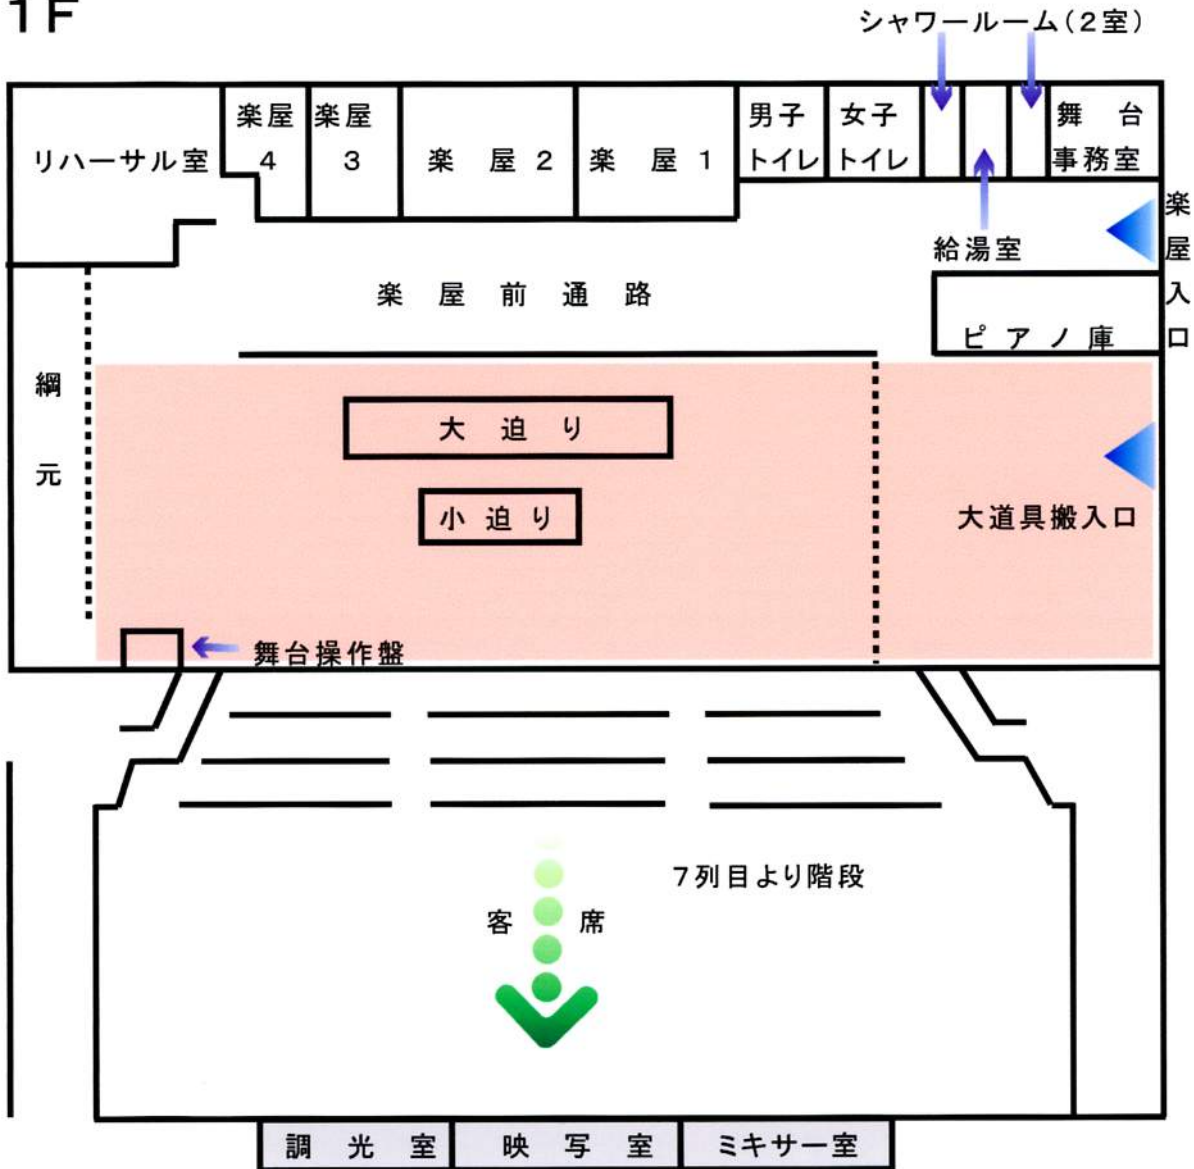 1F
シャワールーム(2室)
リハーサル室
楽屋
4
楽屋
3
楽 屋 2
楽 屋 1
男子
トイレ
女子
トイレ
舞 台
事務室
給湯室
楽屋入口
楽 屋 前 通 路
ピアノ庫
綱元
大 迫 り
小 迫 り
大道具搬入口
舞台操作盤
7列目より階段
客 席
調 光 室
映 写 室
ミキサー室